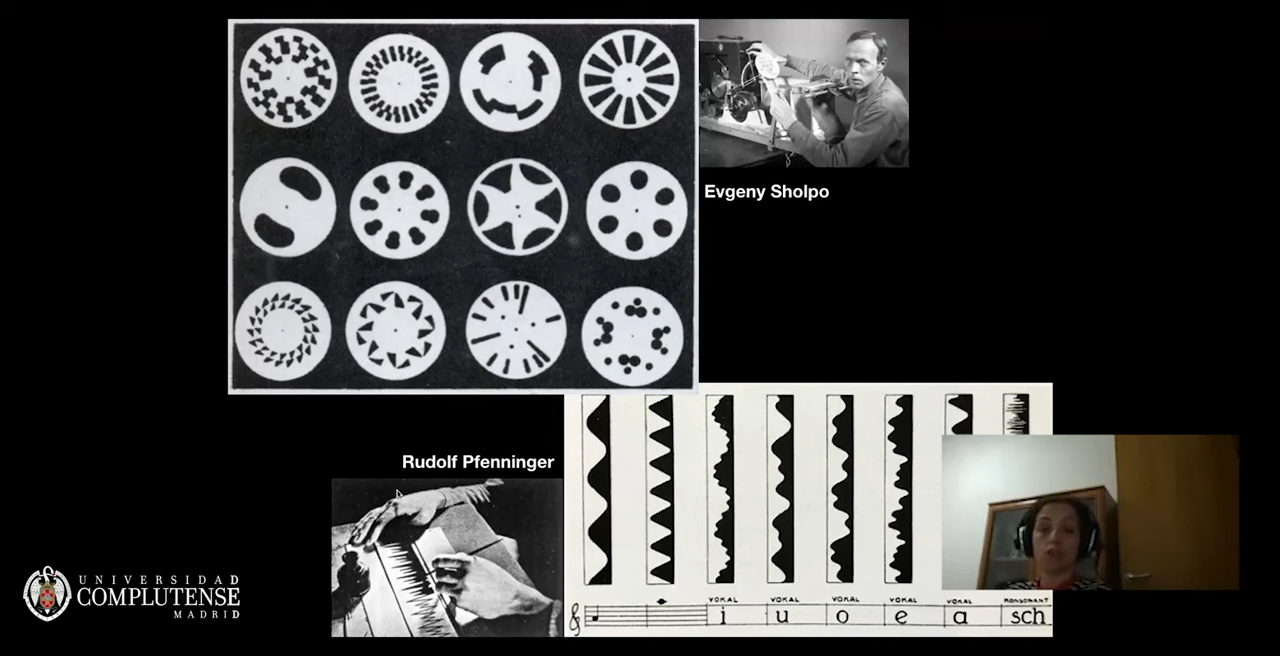 Evgeny Sholpo
Rudolf Pfenninger
VOKAL VOKAL VOKAL VOKAL VOKAL KONSONANT
i u o e a sch
UNIVERSIDAD
COMPLUTENSE
MADRID